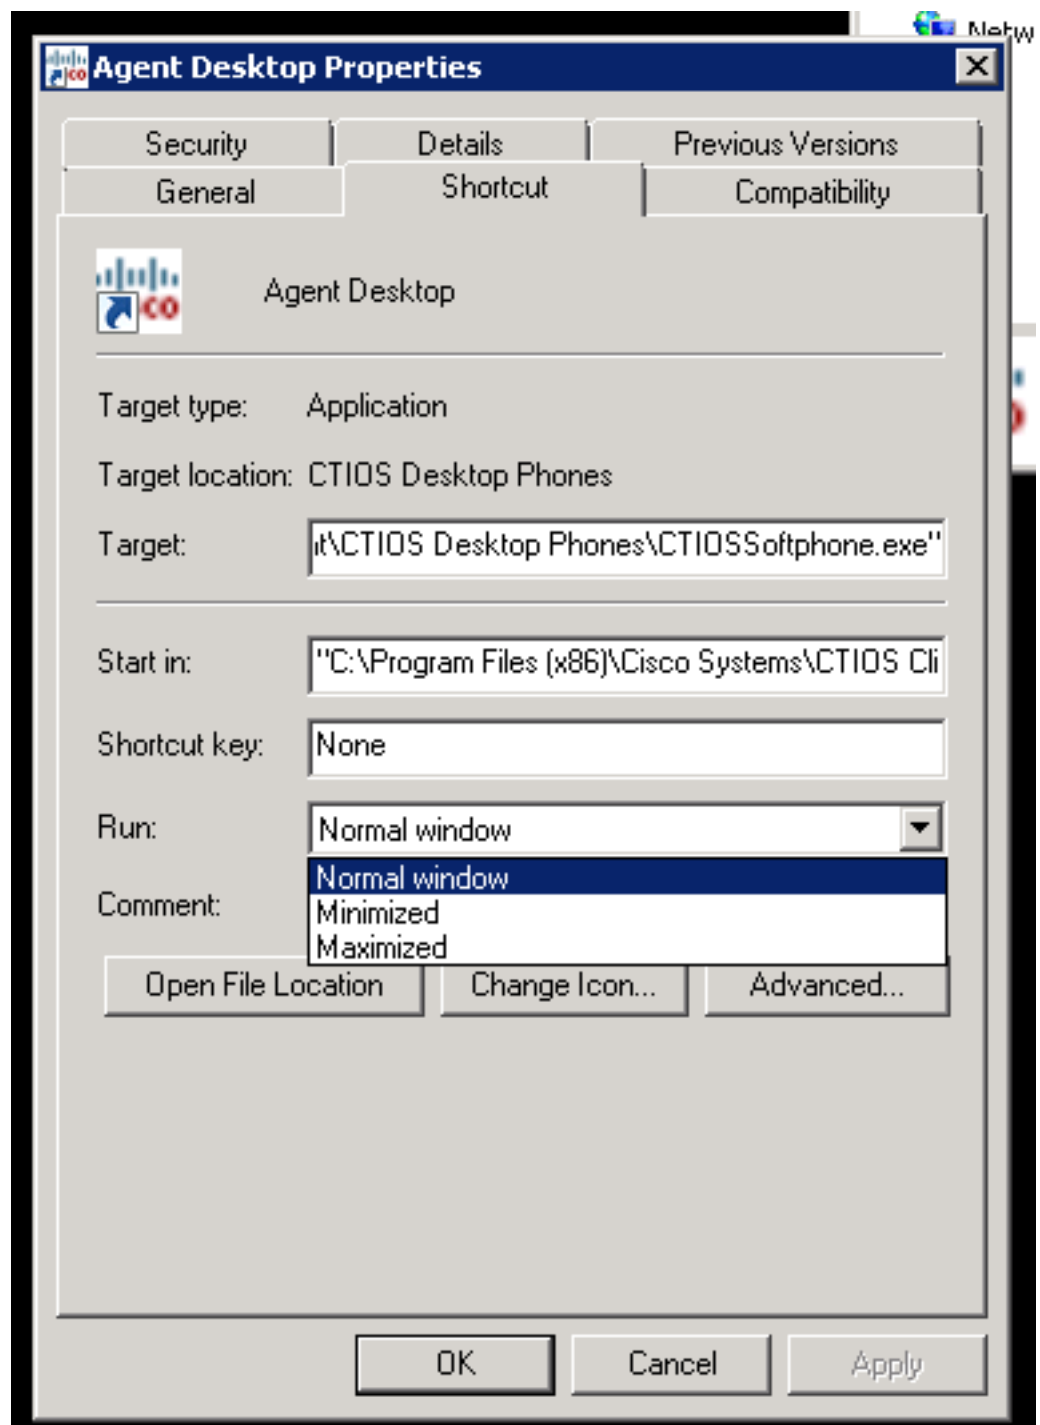 Netw
Agent Desktop Properties
Security Details Previous Versions
General Shortcut Compatibility
co
Agent Desktop
Target type: Application
Target location: CTIOS Desktop Phones
Target: it\CTIOS Desktop Phones\CTIOSSoftphone.exe"
Start in: "C:\Program Files (x86)\Cisco Systems\CTIOS Cli
Shortcut key: None
Run: Normal window
Normal window
Comment: Minimized
Maximized
Open File Location Change Icon... Advanced...
OK Cancel Apply